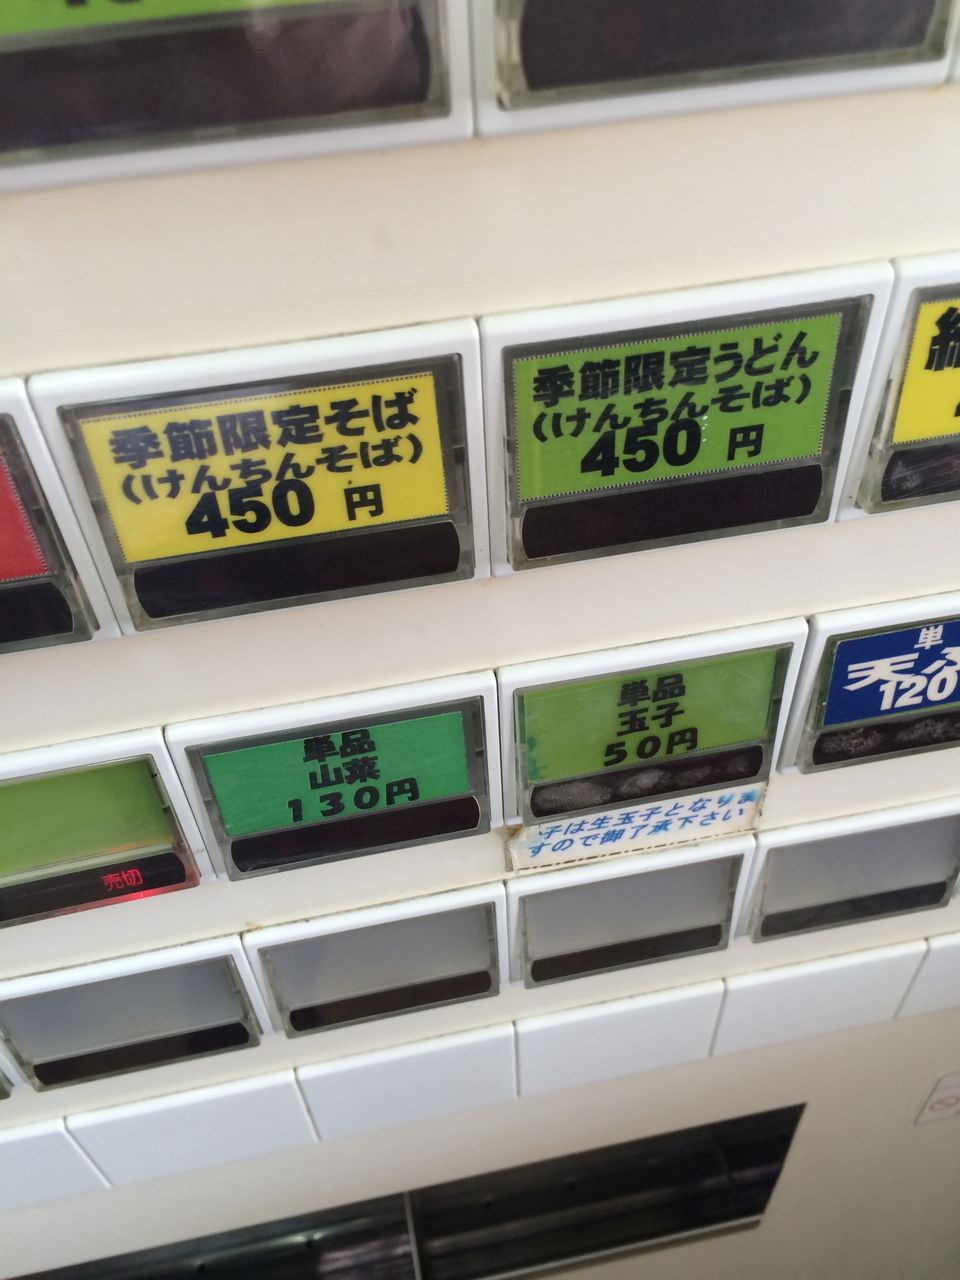 季節限定そば
(けんちんそば)
450 円
季節限定うどん
(けんちんそば)
450 円
単品
山菜
130円
単品
玉子
50円
単
天ぷ
120
子は生玉子となりま
すので御了承下さい
売切